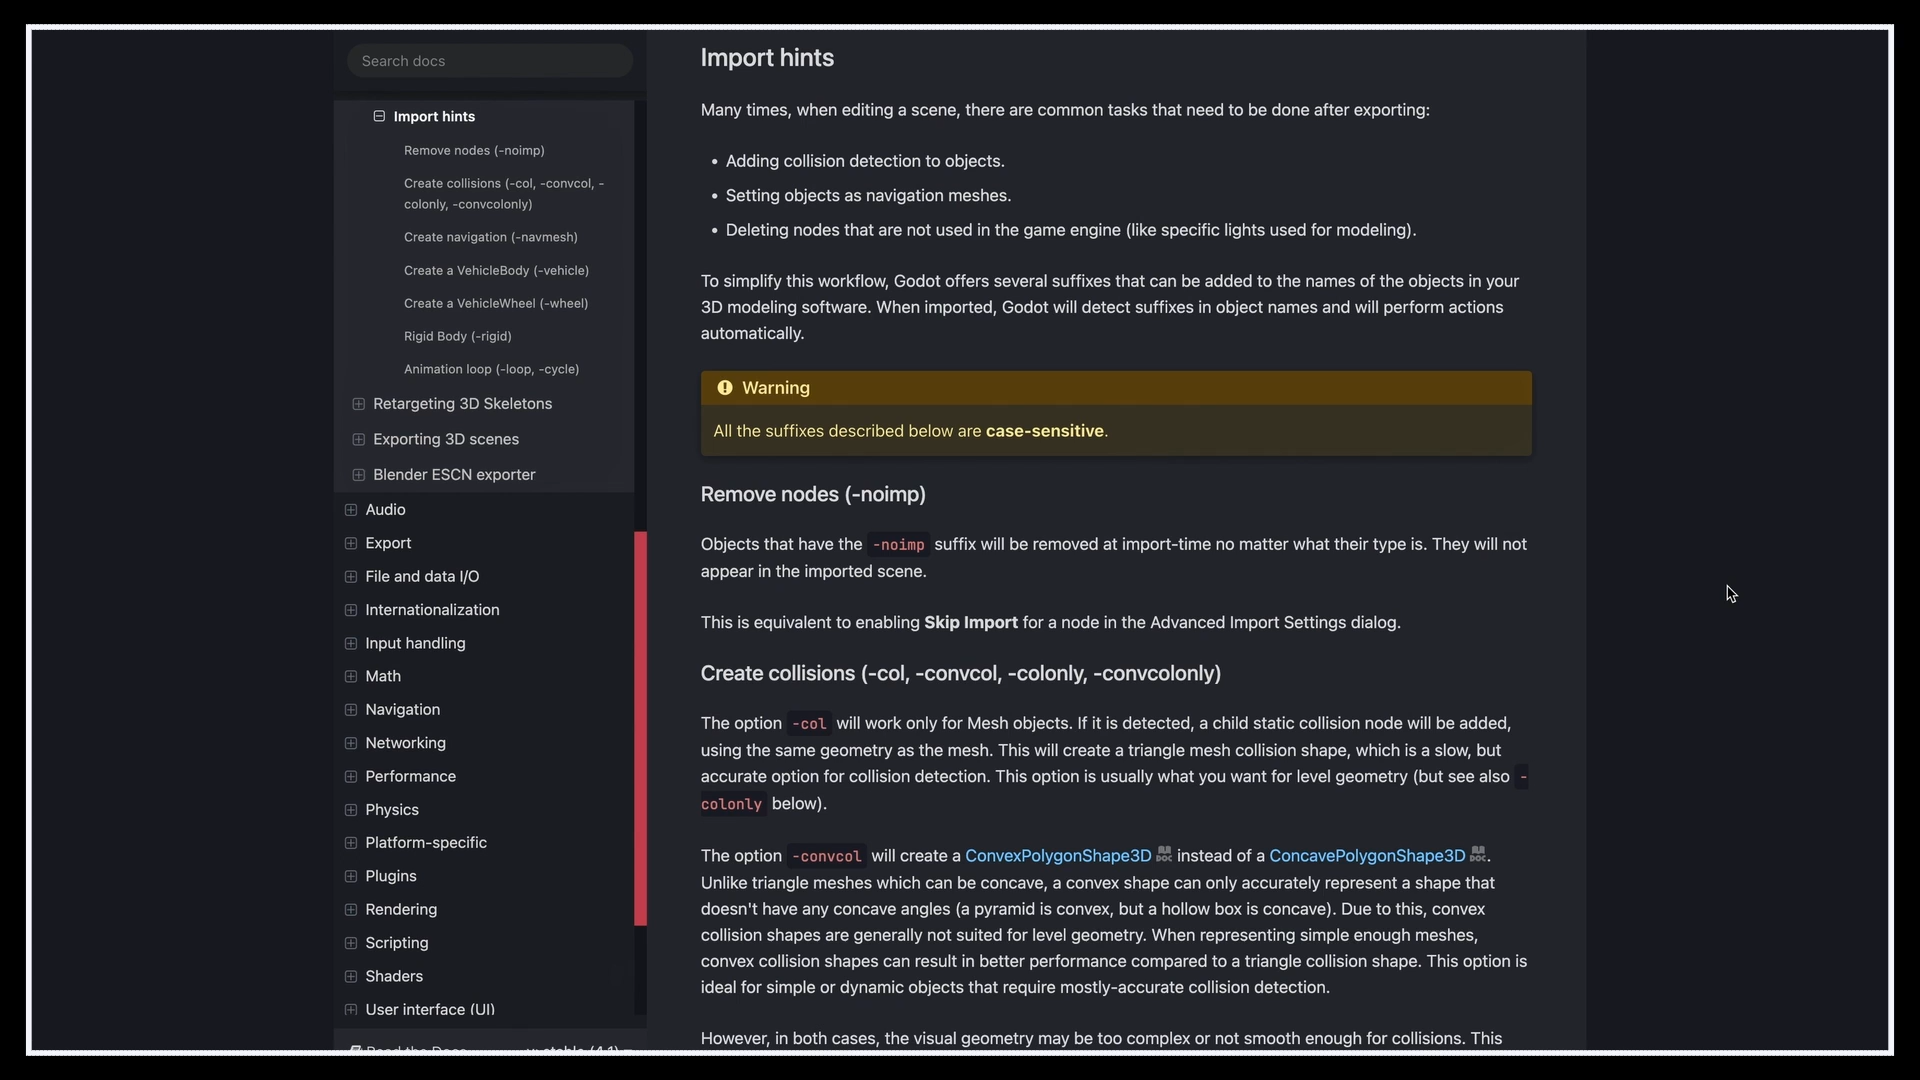 Search docs
Import hints
Remove nodes (-noimp)
Create collisions (-col, -convcol, -
colonly, -convcolonly)
Create navigation (-navmesh)
Create a VehicleBody (-vehicle)
Create a VehicleWheel (-wheel)
Rigid Body (-rigid)
Animation loop (-loop, -cycle)
Retargeting 3D Skeletons
Exporting 3D scenes
Blender ESCN exporter
Audio
Export
File and data I/O
Internationalization
Input handling
Math
Navigation
Networking
Performance
Physics
Platform-specific
Plugins
Rendering
Scripting
Shaders
User interface (UI)
Read the Docs v: stable (4.1)
Import hints
Many times, when editing a scene, there are common tasks that need to be done after exporting:
• Adding collision detection to objects.
• Setting objects as navigation meshes.
• Deleting nodes that are not used in the game engine (like specific lights used for modeling).
To simplify this workflow, Godot offers several suffixes that can be added to the names of the objects in your
3D modeling software. When imported, Godot will detect suffixes in object names and will perform actions
automatically.
Warning
All the suffixes described below are case-sensitive.
Remove nodes (-noimp)
Objects that have the -noimp suffix will be removed at import-time no matter what their type is. They will not
appear in the imported scene.
This is equivalent to enabling Skip Import for a node in the Advanced Import Settings dialog.
Create collisions (-col, -convcol, -colonly, -convcolonly)
The option -col will work only for Mesh objects. If it is detected, a child static collision node will be added,
using the same geometry as the mesh. This will create a triangle mesh collision shape, which is a slow, but
accurate option for collision detection. This option is usually what you want for level geometry (but see also -
colonly below).
The option -convcol will create a ConvexPolygonShape3D DOC instead of a ConcavePolygonShape3D DOC.
Unlike triangle meshes which can be concave, a convex shape can only accurately represent a shape that
doesn't have any concave angles (a pyramid is convex, but a hollow box is concave). Due to this, convex
collision shapes are generally not suited for level geometry. When representing simple enough meshes,
convex collision shapes can result in better performance compared to a triangle collision shape. This option is
ideal for simple or dynamic objects that require mostly-accurate collision detection.
However, in both cases, the visual geometry may be too complex or not smooth enough for collisions. This